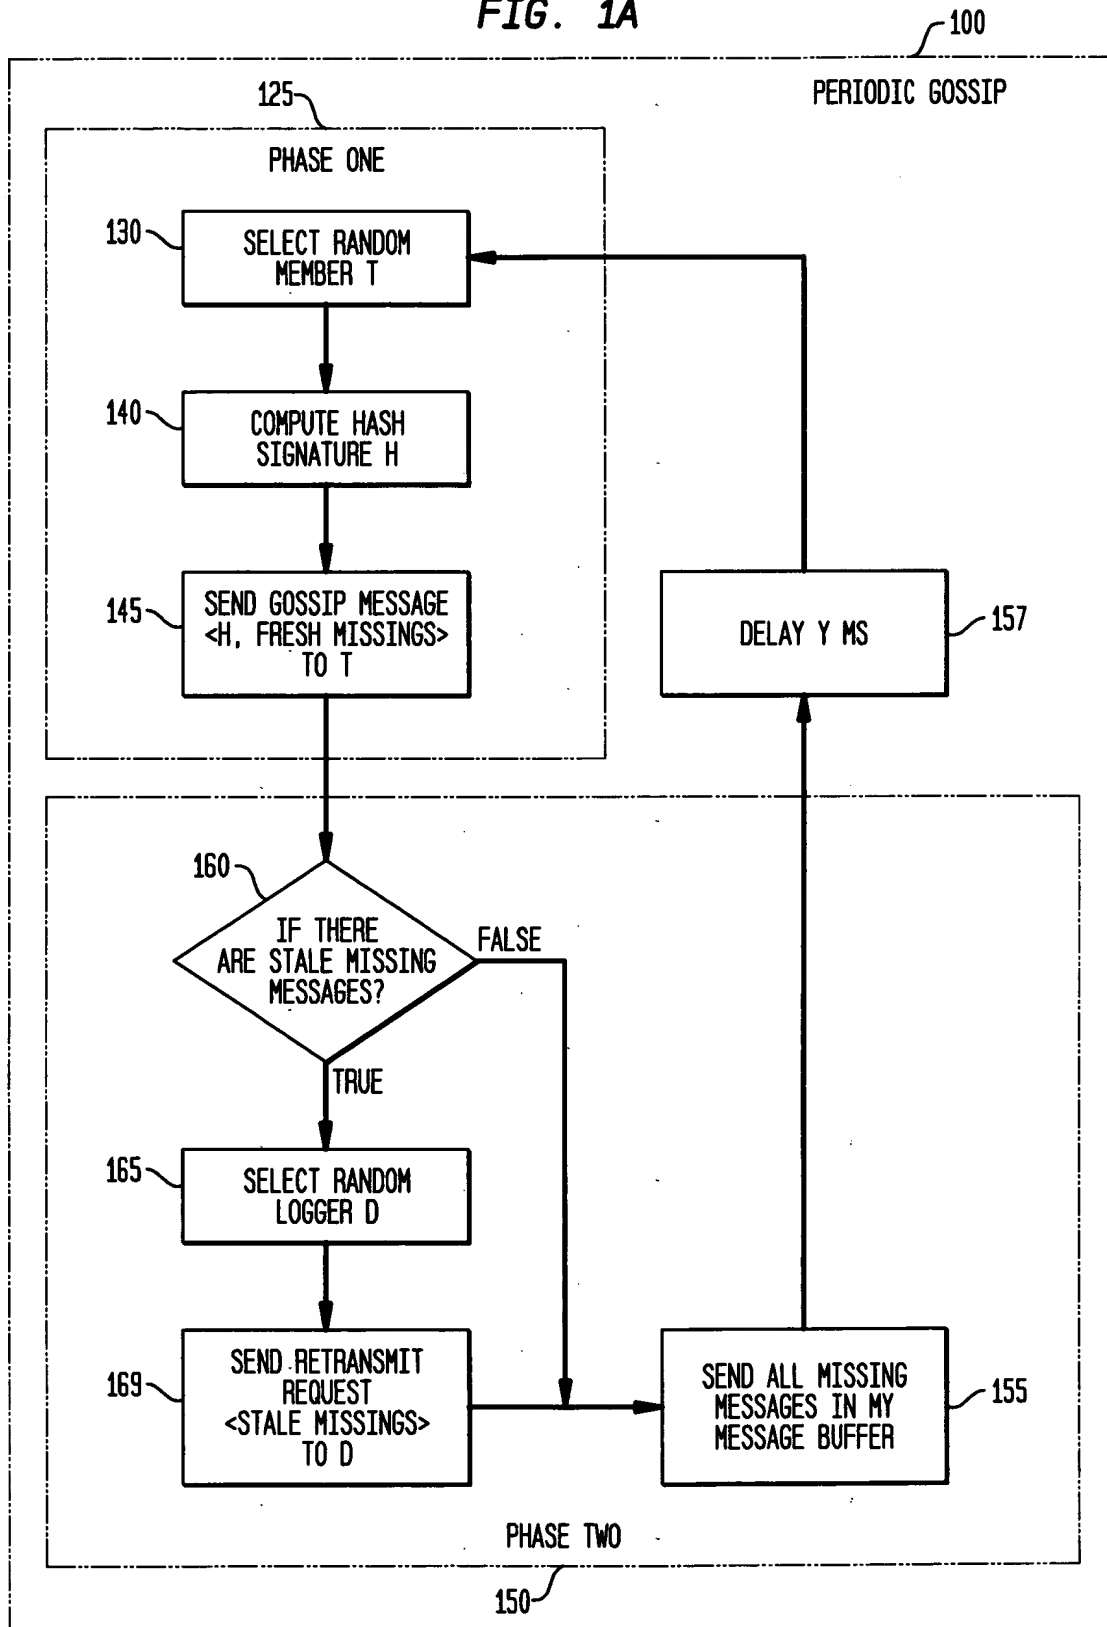 FIG. 1A
100
PERIODIC GOSSIP
125
PHASE ONE
130
SELECT RANDOM
MEMBER T
140
COMPUTE HASH
SIGNATURE H
145
SEND GOSSIP MESSAGE
<H, FRESH MISSINGS>
TO T
DELAY Y MS
157
160
IF THERE
ARE STALE MISSING
MESSAGES?
FALSE
TRUE
165
SELECT RANDOM
LOGGER D
169
SEND RETRANSMIT
REQUEST
<STALE MISSINGS>
TO D
SEND ALL MISSING
MESSAGES IN MY
MESSAGE BUFFER
155
PHASE TWO
150